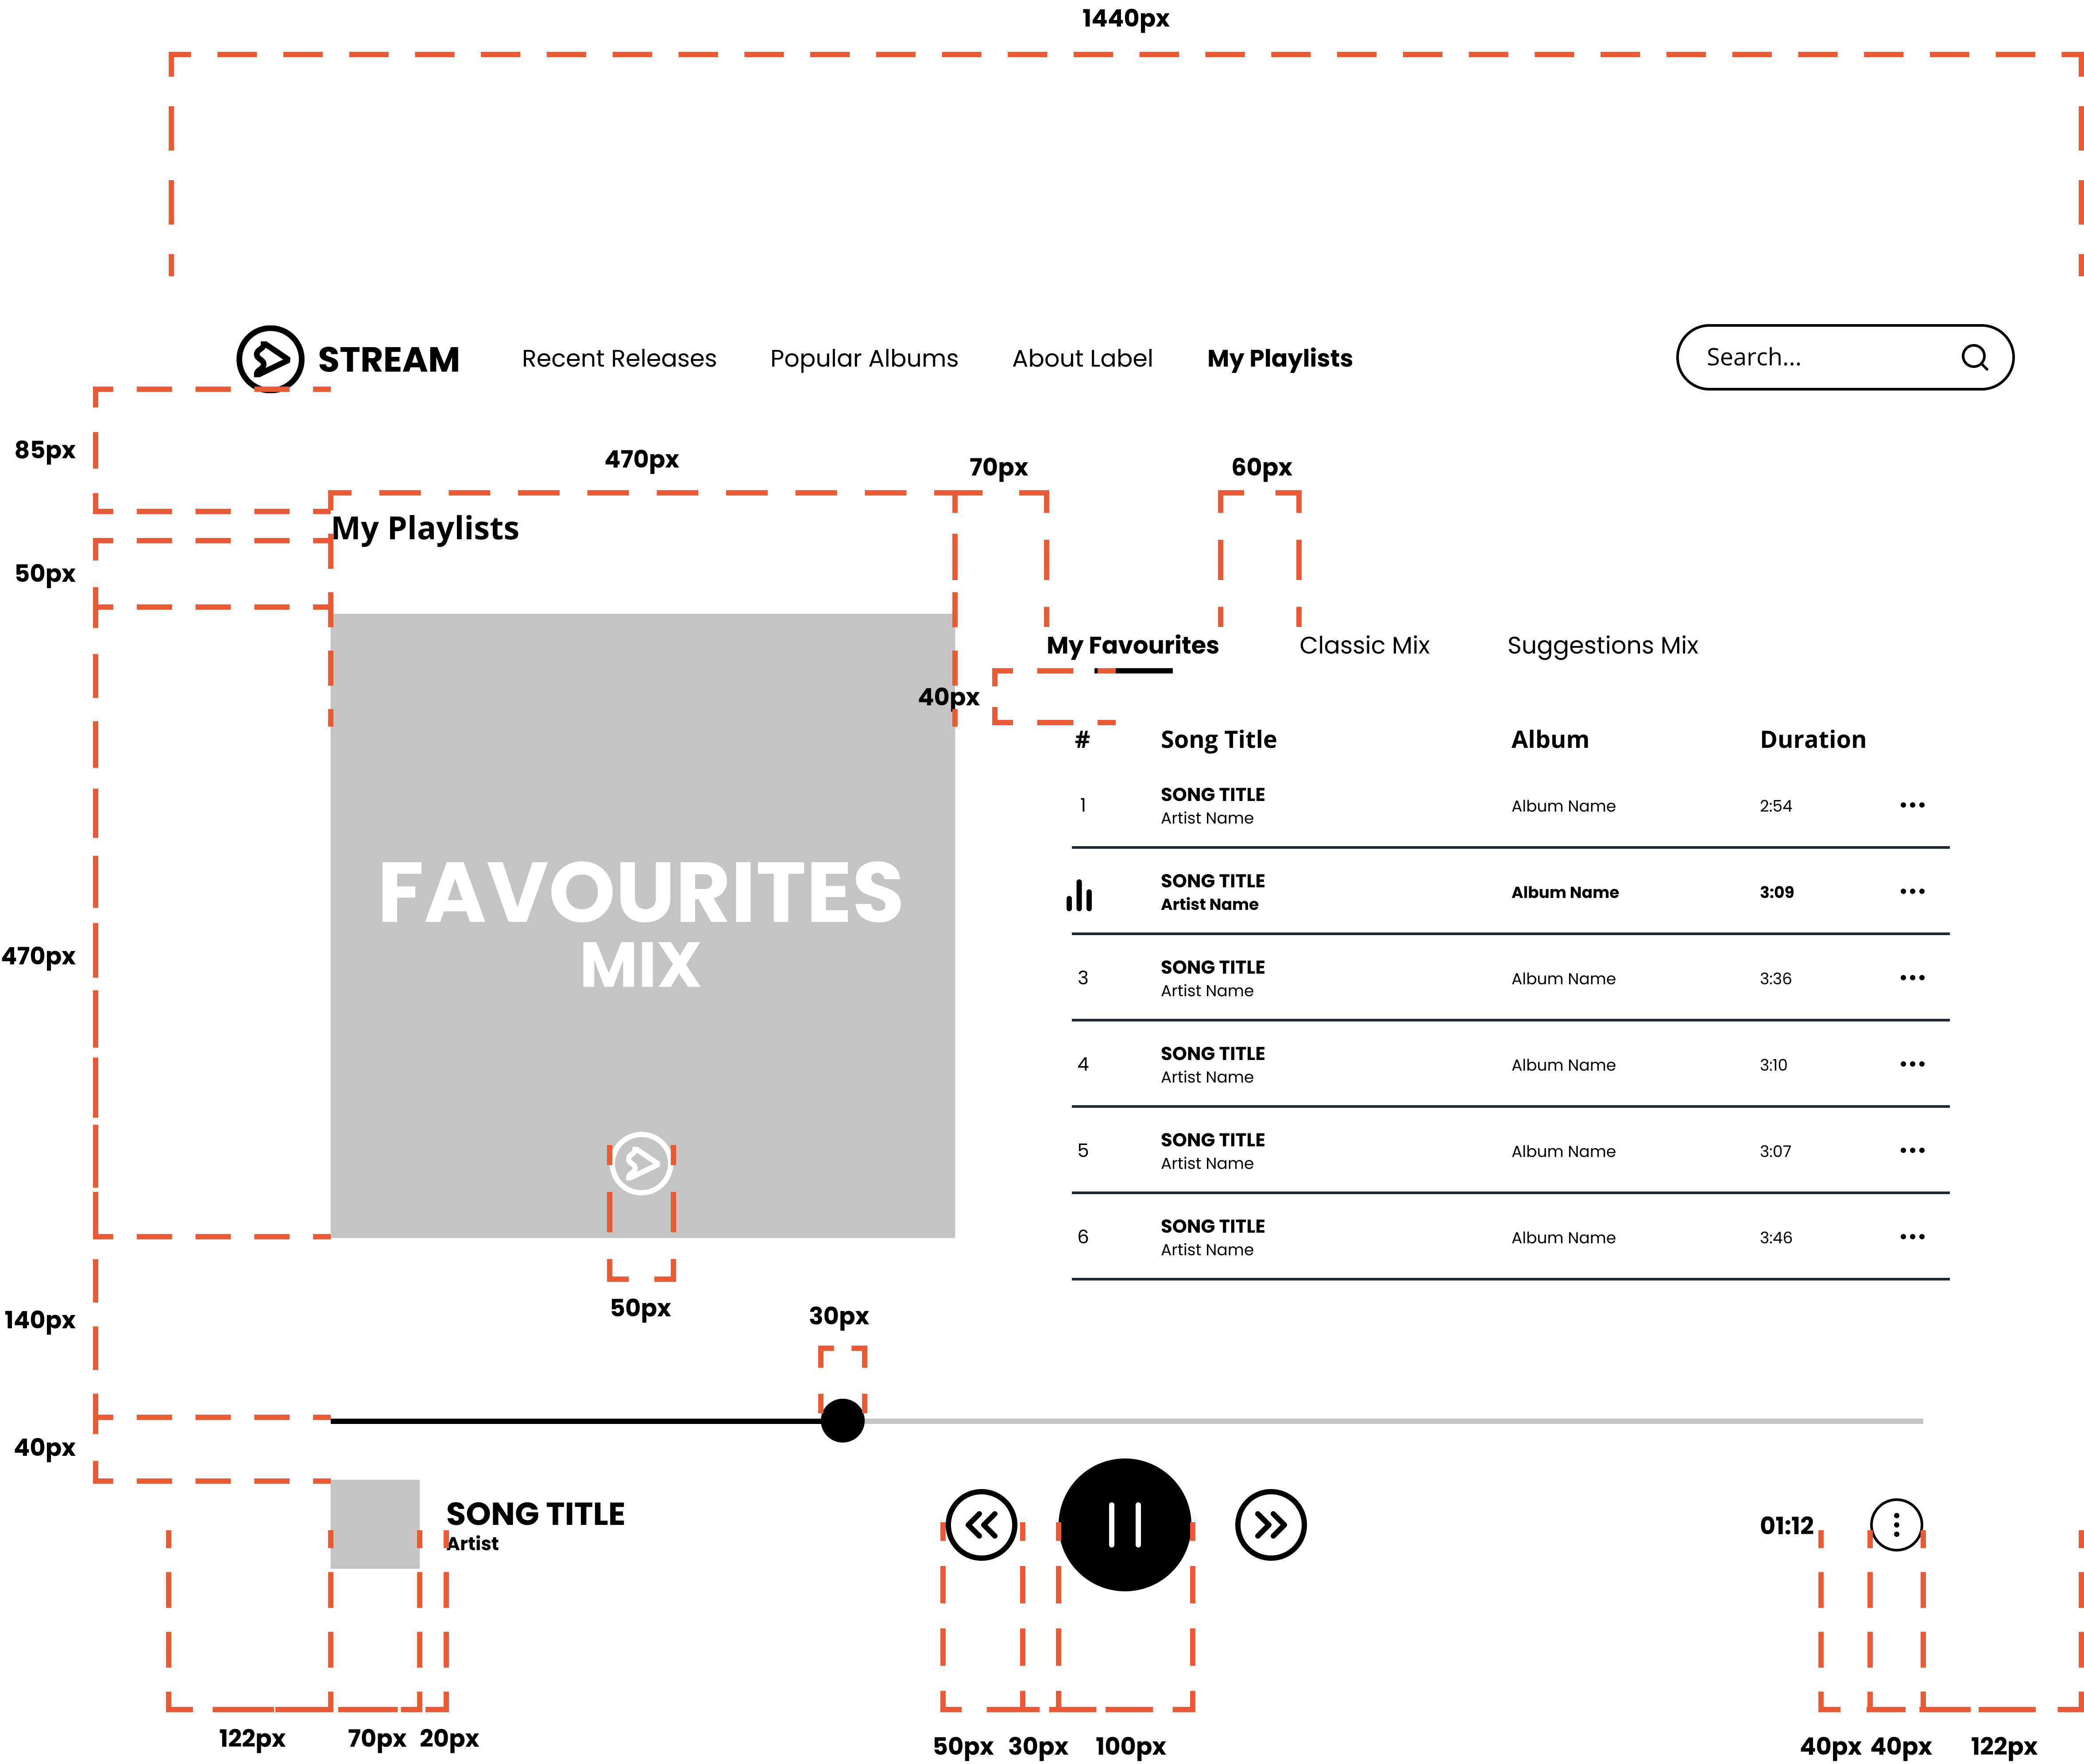 1440px
STREAM Recent Releases Popular Albums About Label My Playlists Search...
85px
470px 70px 60px
My Playlists
50px
My Favourites Classic Mix Suggestions Mix
40px
# Song Title Album Duration
1 SONG TITLE Album Name 2:54
Artist Name
SONG TITLE Album Name 3:09
Artist Name
FAVOURITES
MIX
470px
3 SONG TITLE Album Name 3:36
Artist Name
4 SONG TITLE Album Name 3:10
Artist Name
5 SONG TITLE Album Name 3:07
Artist Name
6 SONG TITLE Album Name 3:46
Artist Name
50px
30px
140px
40px
SONG TITLE
Artist
01:12
122px 70px 20px
50px 30px 100px
40px 40px 122px